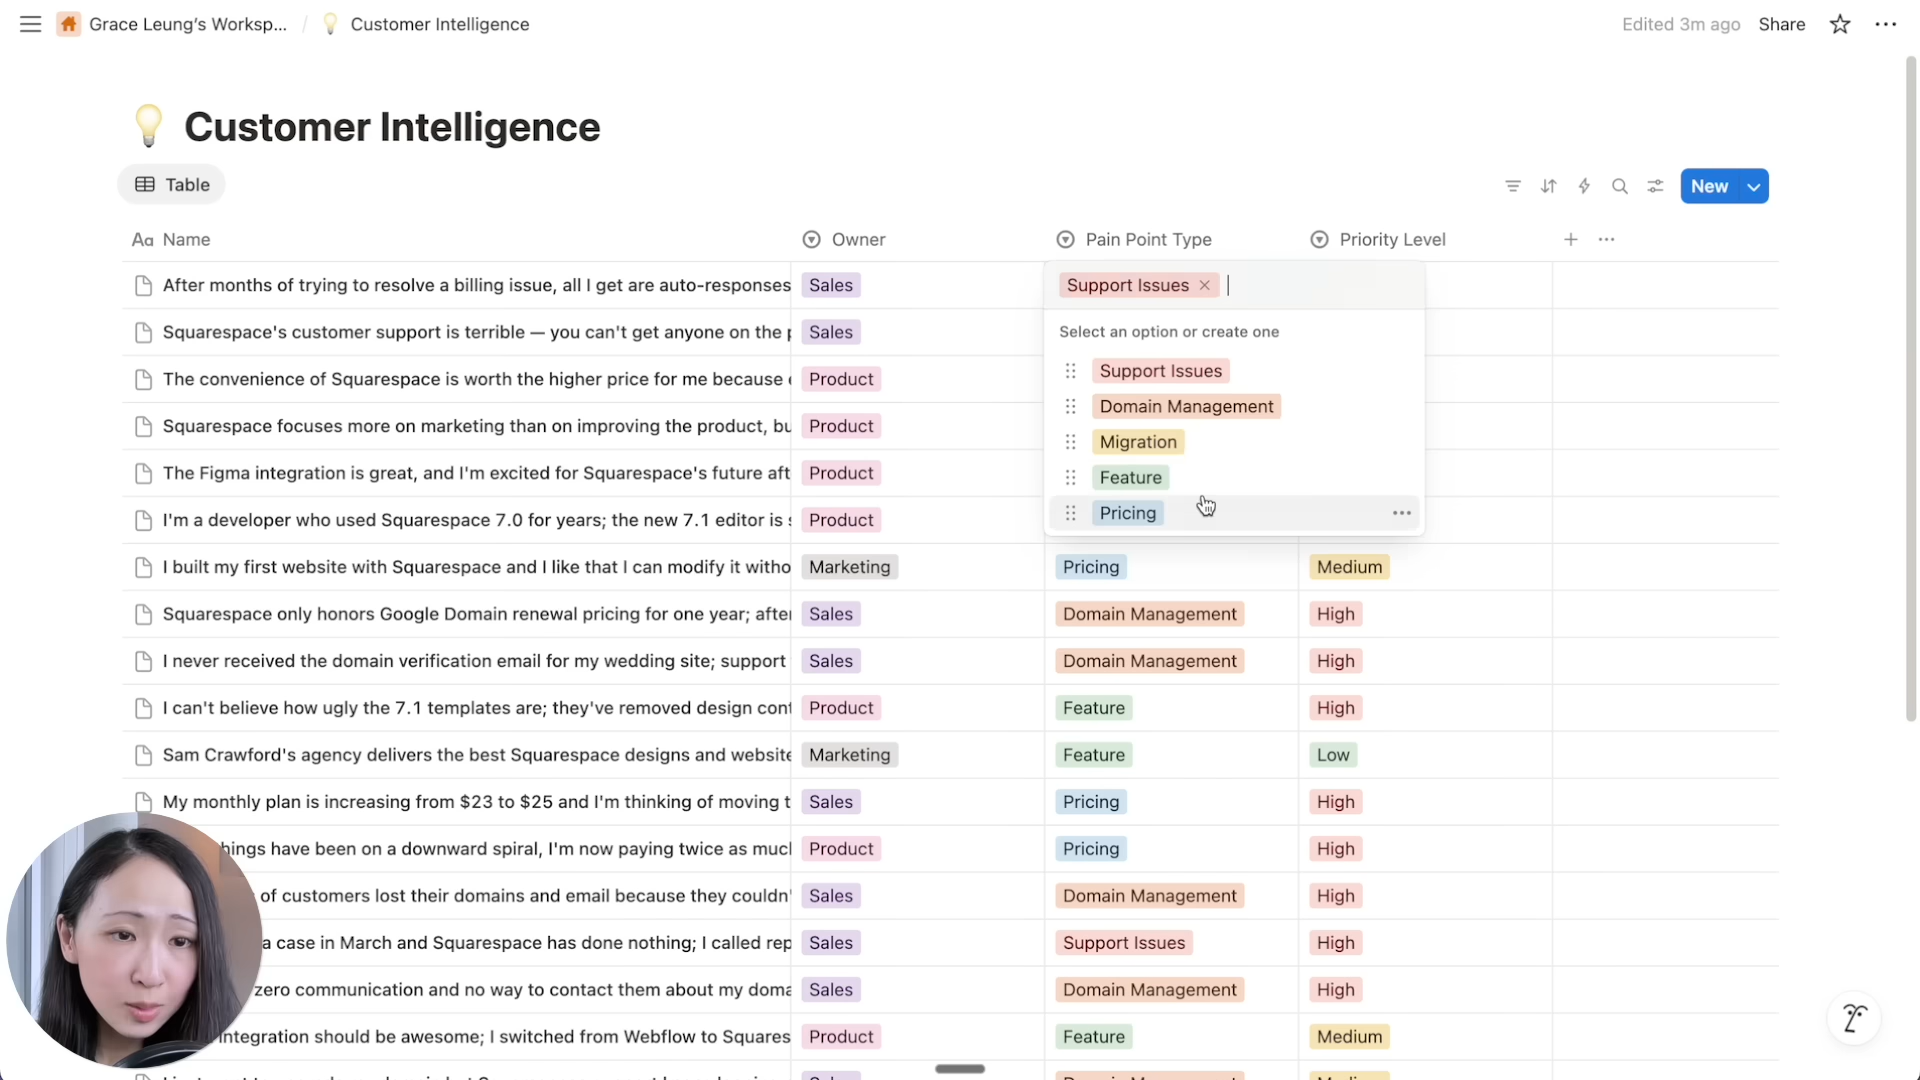 Grace Leung's Worksp... / Customer Intelligence Edited 3m ago Share
Customer Intelligence
Table New
Aa Name Owner Pain Point Type Priority Level
After months of trying to resolve a billing issue, all I get are auto-responses Sales Support Issues
Squarespace's customer support is terrible — you can't get anyone on the Sales Select an option or create one
The convenience of Squarespace is worth the higher price for me because Product Support Issues
Domain Management
Squarespace focuses more on marketing than on improving the product, bu Product Migration
The Figma integration is great, and I'm excited for Squarespace's future aft Product Feature
I'm a developer who used Squarespace 7.0 for years; the new 7.1 editor is Product Pricing
I built my first website with Squarespace and I like that I can modify it witho Marketing Pricing Medium
Squarespace only honors Google Domain renewal pricing for one year; after Sales Domain Management High
I never received the domain verification email for my wedding site; support Sales Domain Management High
I can't believe how ugly the 7.1 templates are; they've removed design cont Product Feature High
Sam Crawford's agency delivers the best Squarespace designs and website Marketing Feature Low
My monthly plan is increasing from $23 to $25 and I'm thinking of moving t Sales Pricing High
hings have been on a downward spiral, I'm now paying twice as muc Product Pricing High
of customers lost their domains and email because they couldn' Sales Domain Management High
a case in March and Squarespace has done nothing; I called rep Sales Support Issues High
zero communication and no way to contact them about my doma Sales Domain Management High
integration should be awesome; I switched from Webflow to Squares Product Feature Medium